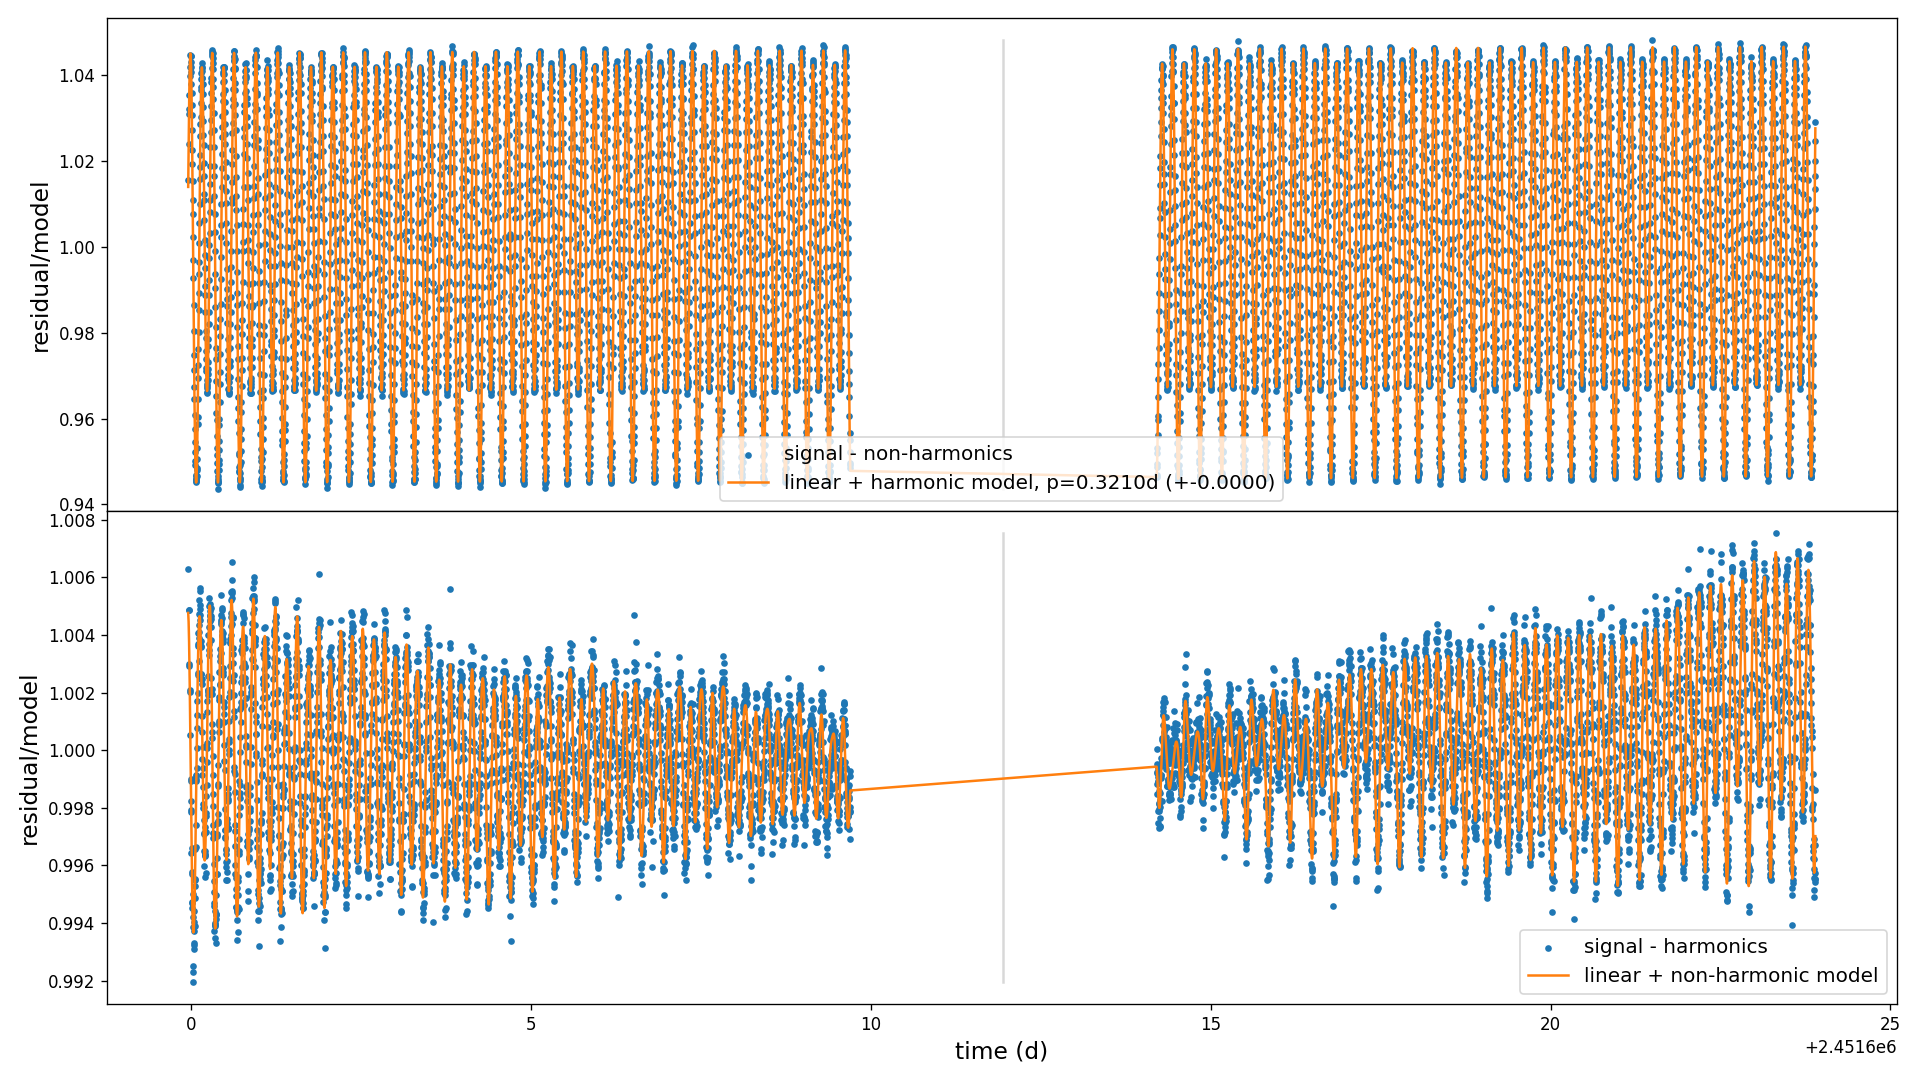 1.04
1.02
1.00
0.98
0.96
0.94
residual/model
signal - non-harmonics
linear + harmonic model, p=0.3210d (+-0.0000)
1.008
1.006
1.004
1.002
1.000
0.998
0.996
0.994
0.992
residual/model
signal - harmonics
linear + non-harmonic model
0 5 10 15 20 25
time (d)
+2.4516e6